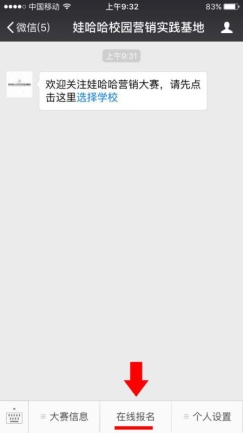 中国移动 上午9:32 83%
微信(5) 娃哈哈校园营销实践基地
上午9:31
欢迎关注娃哈哈营销大赛，请先点
击这里选择学校
大赛信息 在线报名 个人设置